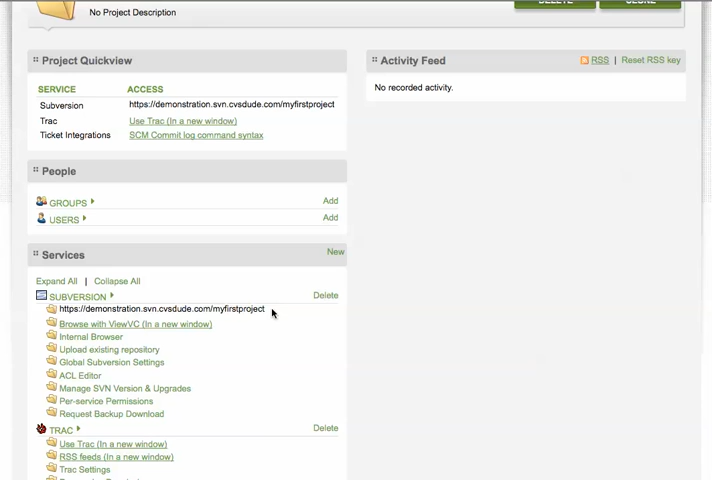 No Project Description
DELETE
CLONE
Project Quickview
SERVICE ACCESS
Subversion https://demonstration.svn.cvsdude.com/myfirstproject
Trac Use Trac (In a new window)
Ticket Integrations SCM Commit log command syntax
People
GROUPS Add
USERS Add
Services New
Expand All | Collapse All
SUBVERSION Delete
https://demonstration.svn.cvsdude.com/myfirstproject
Browse with ViewVC (In a new window)
Internal Browser
Upload existing repository
Global Subversion Settings
ACL Editor
Manage SVN Version & Upgrades
Per-service Permissions
Request Backup Download
TRAC Delete
Use Trac (In a new window)
RSS feeds (In a new window)
Trac Settings
Activity Feed RSS | Reset RSS key
No recorded activity.